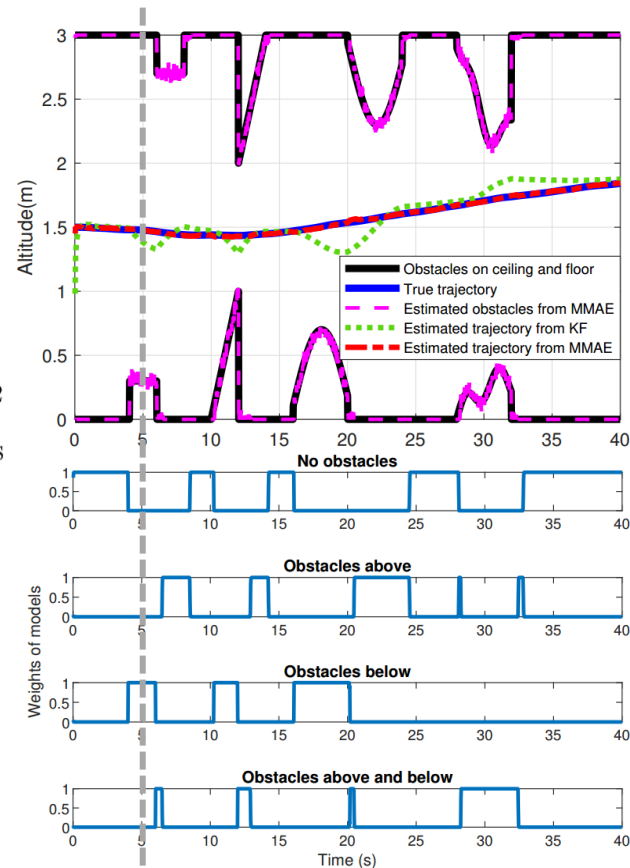 3
2.5
2
1.5
1
0.5
0
Altitude(m)
Obstacles on ceiling and floor
True trajectory
Estimated obstacles from MMAE
Estimated trajectory from KF
Estimated trajectory from MMAE
0 5 10 15 20 25 30 35 40
s
No obstacles
1
0.5
0
0 5 10 15 20 25 30 35 40
Obstacles above
1
0.5
0
0 5 10 15 20 25 30 35 40
Weights of models
Obstacles below
1
0.5
0
0 5 10 15 20 25 30 35 40
Obstacles above and below
1
0.5
0
0 5 10 15 20 25 30 35 40
Time (s)